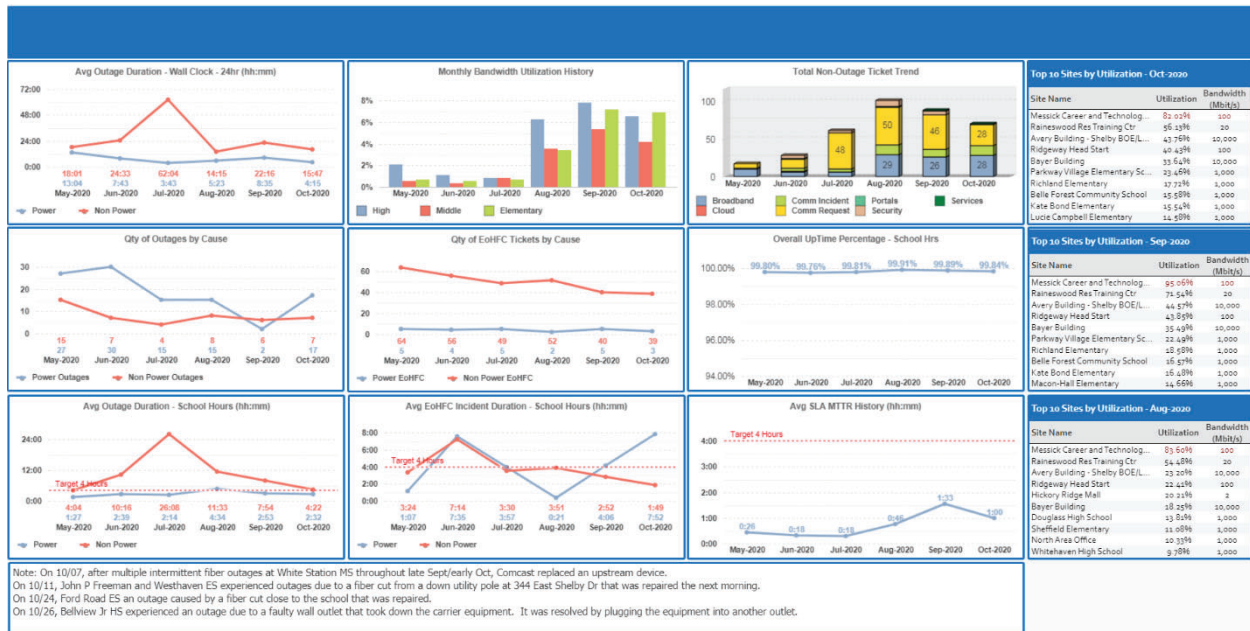 Avg Outage Duration - Wall Clock - 24hr (hh:mm)
72:00
48:00
24:00
0:00
18:01 24:33 62:04 14:15 22:16 15:47
13:04 7:43 3:43 5:23 8:35 4:15
May-2020 Jun-2020 Jul-2020 Aug-2020 Sep-2020 Oct-2020
Power Non Power
Monthly Bandwidth Utilization History
8%
6%
4%
2%
0%
May-2020 Jun-2020 Jul-2020 Aug-2020 Sep-2020 Oct-2020
High Middle Elementary
Total Non-Outage Ticket Trend
100
50
0
48 50 46 28
29 26 28
May-2020 Jun-2020 Jul-2020 Aug-2020 Sep-2020 Oct-2020
Broadband Comm Incident Portals Services
Cloud Comm Request Security
Top 10 Sites by Utilization - Oct-2020
Site Name Utilization Bandwidth (Mbit/s)
Messick Career and Technolog... 82.02% 100
Raineswood Res Training Ctr 56.13% 20
Avery Building - Shelby BOE/L... 43.76% 10,000
Ridgeway Head Start 40.43% 100
Bayer Building 33.64% 10,000
Parkway Village Elementary Sc... 23.46% 1,000
Richland Elementary 17.72% 1,000
Belle Forest Community School 15.58% 1,000
Kate Bond Elementary 15.54% 1,000
Lucie Campbell Elementary 14.58% 1,000
Qty of Outages by Cause
30
20
10
0
15 7 4 8 6 7
27 30 15 15 2 17
May-2020 Jun-2020 Jul-2020 Aug-2020 Sep-2020 Oct-2020
Power Outages Non Power Outages
Qty of EoHFC Tickets by Cause
60
40
20
0
64 56 49 52 40 39
5 4 5 2 5 3
May-2020 Jun-2020 Jul-2020 Aug-2020 Sep-2020 Oct-2020
Power EoHFC Non Power EoHFC
Overall UpTime Percentage - School Hrs
100.00%
98.00%
96.00%
94.00%
99.80% 99.76% 99.81% 99.91% 99.89% 99.84%
May-2020 Jun-2020 Jul-2020 Aug-2020 Sep-2020 Oct-2020
Top 10 Sites by Utilization - Sep-2020
Site Name Utilization Bandwidth (Mbit/s)
Messick Career and Technolog... 95.06% 100
Raineswood Res Training Ctr 71.54% 20
Avery Building - Shelby BOE/L... 44.57% 10,000
Ridgeway Head Start 43.85% 100
Bayer Building 35.49% 10,000
Parkway Village Elementary Sc... 22.49% 1,000
Richland Elementary 18.58% 1,000
Belle Forest Community School 16.57% 1,000
Kate Bond Elementary 16.48% 1,000
Macon-Hall Elementary 14.66% 1,000
Avg Outage Duration - School Hours (hh:mm)
24:00
12:00
0:00
Target 4 Hours
4:04 10:16 26:08 11:33 7:54 4:22
1:27 2:39 2:14 4:34 2:53 2:32
May-2020 Jun-2020 Jul-2020 Aug-2020 Sep-2020 Oct-2020
Power Non Power
Avg EoHFC Incident Duration - School Hours (hh:mm)
8:00
6:00
4:00
2:00
0:00
Target 4 Hours
3:24 7:14 3:30 3:51 2:52 1:49
1:07 7:35 3:57 0:21 4:06 7:52
May-2020 Jun-2020 Jul-2020 Aug-2020 Sep-2020 Oct-2020
Power Non Power
Avg SLA MTTR History (hh:mm)
Target 4 Hours
4:00
3:00
2:00
1:00
0:00
0:26 0:18 0:18 0:46 1:33 1:00
May-2020 Jun-2020 Jul-2020 Aug-2020 Sep-2020 Oct-2020
Top 10 Sites by Utilization - Aug-2020
Site Name Utilization Bandwidth (Mbit/s)
Messick Career and Technolog... 83.60% 100
Raineswood Res Training Ctr 54.48% 20
Avery Building - Shelby BOE/L... 23.20% 10,000
Ridgeway Head Start 22.41% 100
Hickory Ridge Mall 20.21% 2
Bayer Building 18.25% 10,000
Douglass High School 13.81% 1,000
Sheffield Elementary 11.08% 1,000
North Area Office 10.33% 1,000
Whitehaven High School 9.78% 1,000
Note: On 10/07, after multiple intermittent fiber outages at White Station MS throughout late Sept/early Oct, Comcast replaced an upstream device.
On 10/11, John P Freeman and Westhaven ES experienced outages due to a fiber cut from a down utility pole at 344 East Shelby Dr that was repaired the next morning.
On 10/24, Ford Road ES an outage caused by a fiber cut close to the school that was repaired.
On 10/26, Bellview Jr HS experienced an outage due to a faulty wall outlet that took down the carrier equipment. It was resolved by plugging the equipment into another outlet.